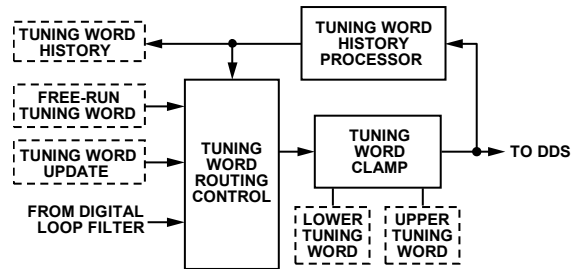 TUNING WORD
HISTORY
TUNING WORD
HISTORY
PROCESSOR
FREE-RUN
TUNING WORD
TUNING WORD
UPDATE
FROM DIGITAL
LOOP FILTER
TUNING
WORD
ROUTING
CONTROL
TUNING
WORD
CLAMP
TO DDS
LOWER
TUNING
WORD
UPPER
TUNING
WORD